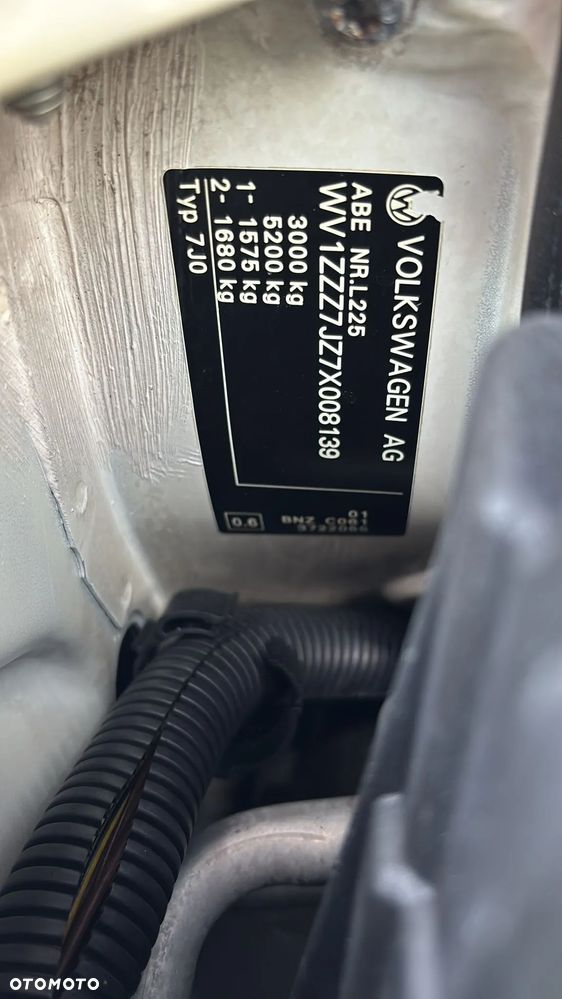 VOLKSWAGEN AG
ABE NR.L225
WV1ZZZ7JZ7X008139
3000 kg
5200 kg
1- 1575 kg
2- 1680 kg
Typ 7J0
01
BNZ C061
0.6
OTOMOTO